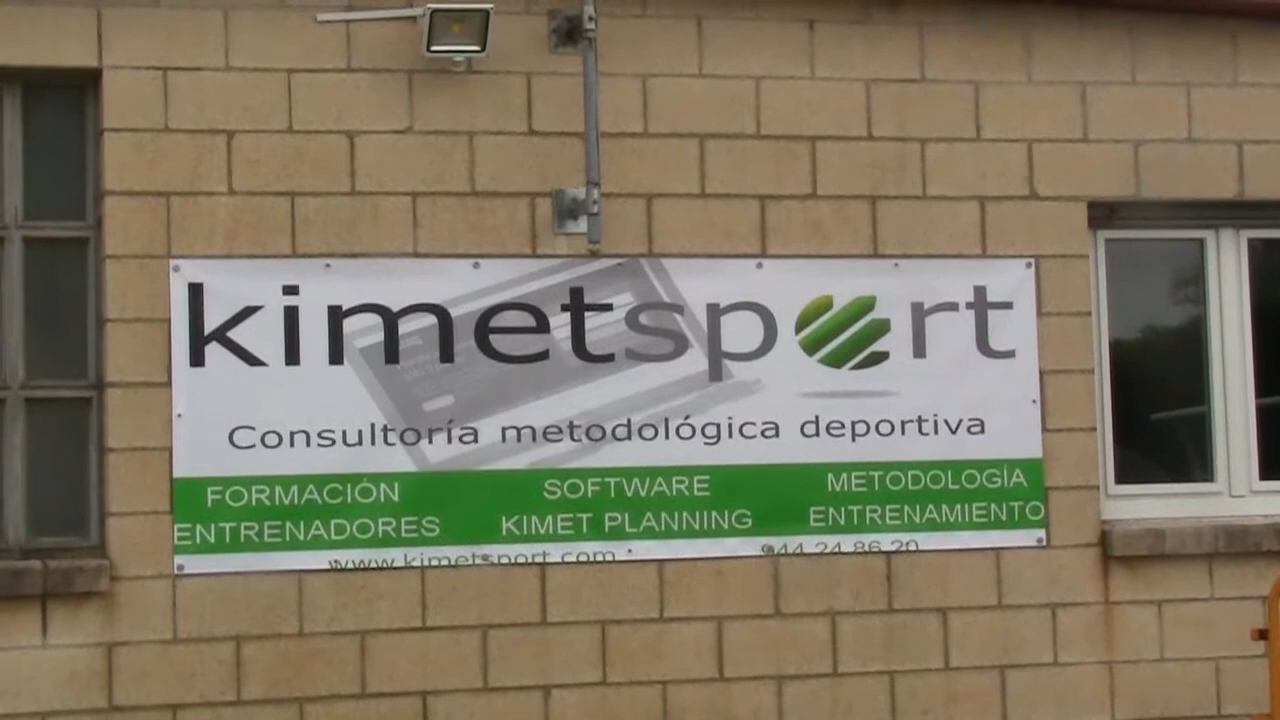 kimetsport
Consultoría metodológica deportiva
FORMACIÓN ENTRENADORES
SOFTWARE KIMET PLANNING
METODOLOGÍA ENTRENAMIENTO
www.kimetsport.com 944 24 86 20